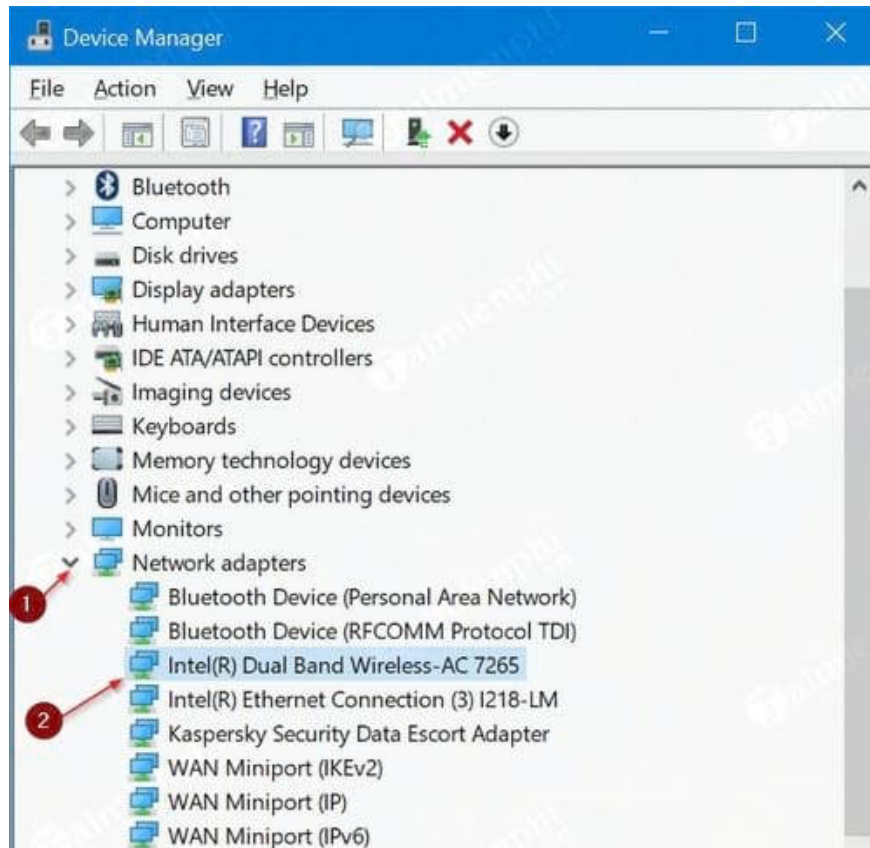 Device Manager
File Action View Help
Bluetooth
Computer
Disk drives
Display adapters
Human Interface Devices
IDE ATA/ATAPI controllers
Imaging devices
Keyboards
Memory technology devices
Mice and other pointing devices
Monitors
Network adapters
1
Bluetooth Device (Personal Area Network)
Bluetooth Device (RFCOMM Protocol TDI)
Intel(R) Dual Band Wireless-AC 7265
Intel(R) Ethernet Connection (3) I218-LM
2
Kaspersky Security Data Escort Adapter
WAN Miniport (IKEv2)
WAN Miniport (IP)
WAN Miniport (IPv6)